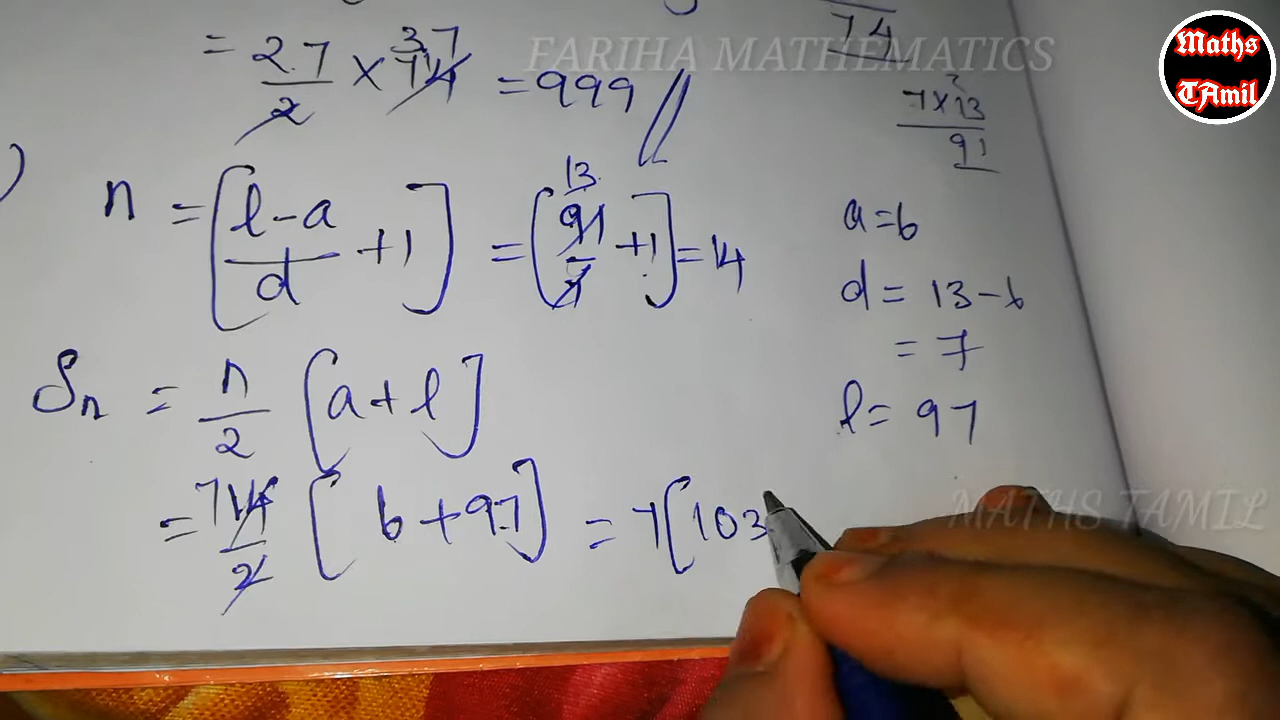 74
= 27/2 × 74 37 = 999 //
FARIHA MATHEMATICS
Maths
TAmil
7×13
91
) n = [l-a/d +1] = [91/7 13 +1] = 14
a=6
d = 13-6
= 7
l = 97
Sn = n/2 [a+l]
= 14/2 7 [6+97] = 7[103
MATHS TAMIL